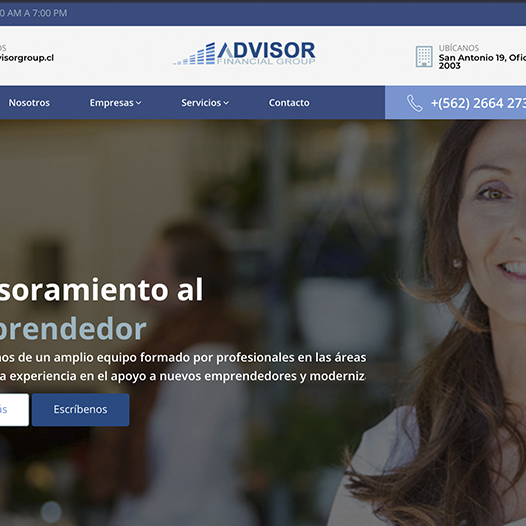 0 AM A 7:00 PM
OS
visorgroup.cl
ADVISOR
FINANCIAL GROUP
UBÍCANOS
San Antonio 19, Ofic
2003
Nosotros Empresas Servicios Contacto
+(562) 2664 273
soramiento al
prendedor
nos de un amplio equipo formado por profesionales en las áreas
a experiencia en el apoyo a nuevos emprendedores y moderniz
ás Escríbenos